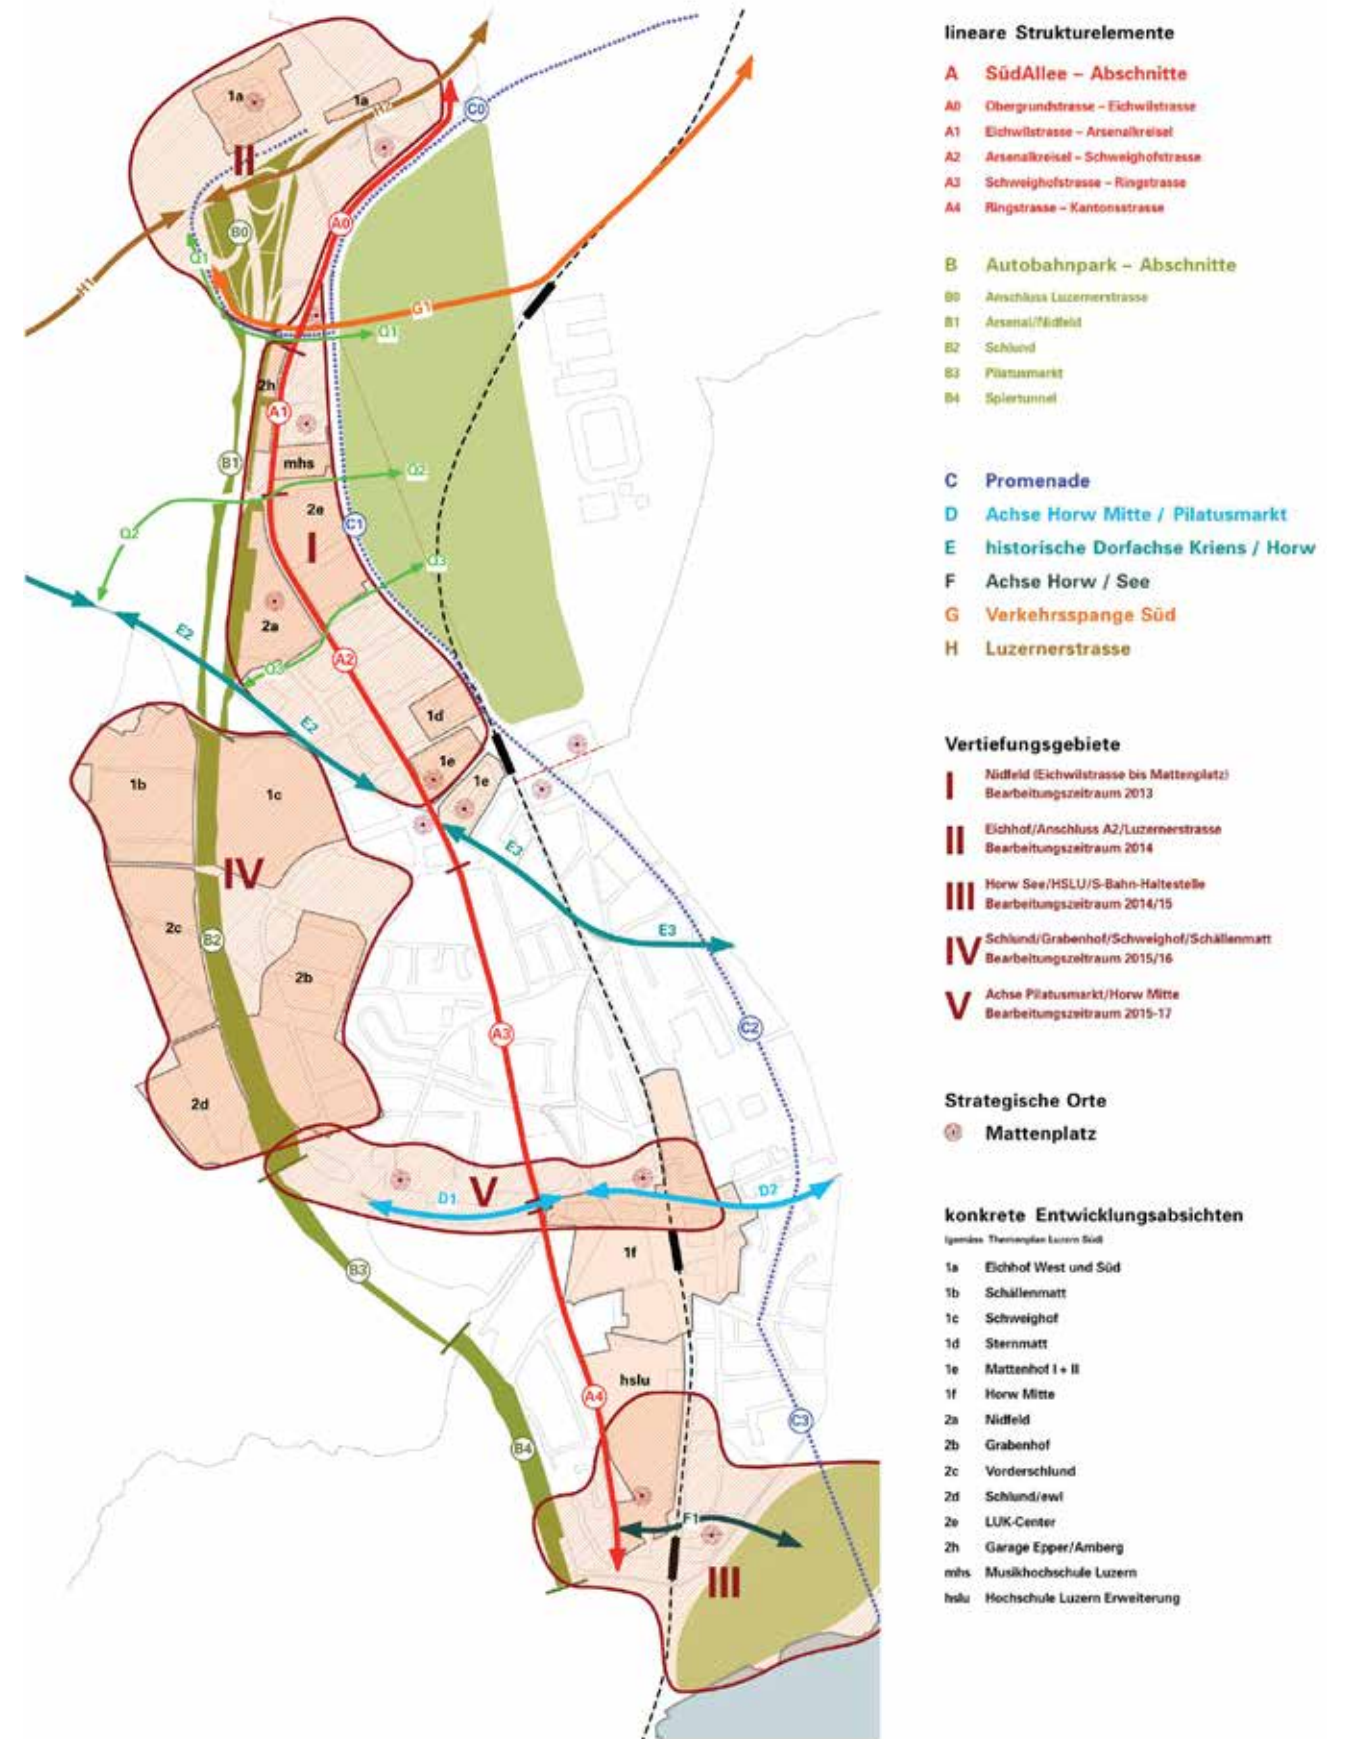 1a
1a
H2
C0
II
A0
B0
Q1
H1
G1
Q1
2h
A1
B1
mhs
Q2
2e
C1
Q2
I
Q3
2a
E2
A2
Q3
E2
1d
1e
1e
1b
1c
E3
IV
2c
B2
E3
2b
C2
A3
2d
V
D1
D2
1f
B3
hslu
A4
C3
B4
F1
III
lineare Strukturelemente
A SüdAllee – Abschnitte
A0 Obergrundstrasse – Eichwilstrasse
A1 Eichwilstrasse – Arsenalkreisel
A2 Arsenalkreisel – Schweighofstrasse
A3 Schweighofstrasse – Ringstrasse
A4 Ringstrasse – Kantonsstrasse
B Autobahnpark – Abschnitte
B0 Anschluss Luzernerstrasse
B1 Arsenal/Nidfeld
B2 Schlund
B3 Pilatusmarkt
B4 Spiertunnel
C Promenade
D Achse Horw Mitte / Pilatusmarkt
E historische Dorfachse Kriens / Horw
F Achse Horw / See
G Verkehrsspange Süd
H Luzernerstrasse
Vertiefungsgebiete
I Nidfeld (Eichwilstrasse bis Mattenplatz)
Bearbeitungszeitraum 2013
II Eichhof/Anschluss A2/Luzernerstrasse
Bearbeitungszeitraum 2014
III Horw See/HSLU/S-Bahn-Haltestelle
Bearbeitungszeitraum 2014/15
IV Schlund/Grabenhof/Schweighof/Schällenmatt
Bearbeitungszeitraum 2015/16
V Achse Pilatusmarkt/Horw Mitte
Bearbeitungszeitraum 2015-17
Strategische Orte
Mattenplatz
konkrete Entwicklungsabsichten
(gemäss Themenplan Luzern Süd)
1a Eichhof West und Süd
1b Schällenmatt
1c Schweighof
1d Sternmatt
1e Mattenhof I + II
1f Horw Mitte
2a Nidfeld
2b Grabenhof
2c Vorderschlund
2d Schlund/ewl
2e LUK-Center
2h Garage Epper/Amberg
mhs Musikhochschule Luzern
hslu Hochschule Luzern Erweiterung